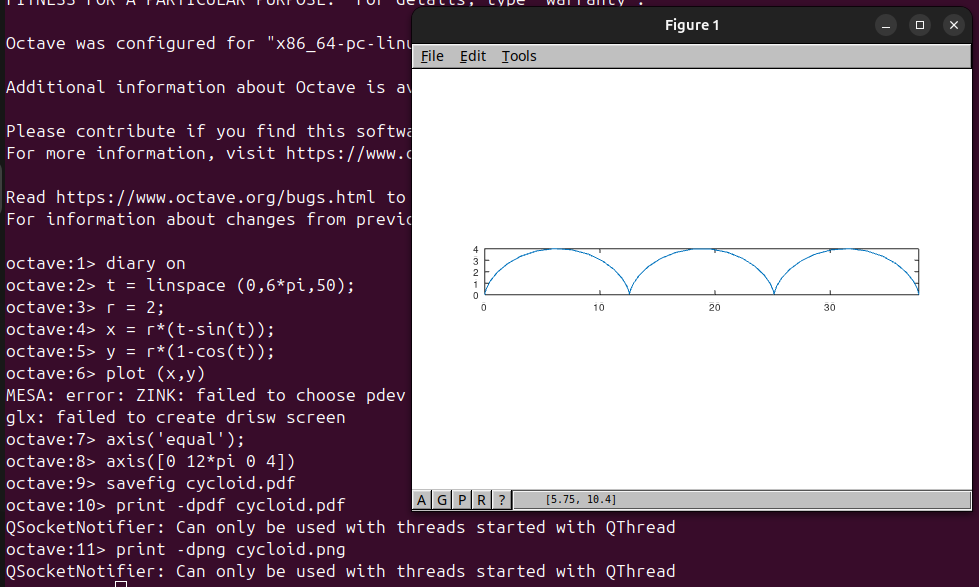 FITNESS FOR A PARTICULAR PURPOSE. For details, type 'warranty'.
Octave was configured for "x86_64-pc-linu
Additional information about Octave is av
Please contribute if you find this softwa
For more information, visit https://www.o
Read https://www.octave.org/bugs.html to
For information about changes from previo
octave:1> diary on
octave:2> t = linspace (0,6*pi,50);
octave:3> r = 2;
octave:4> x = r*(t-sin(t));
octave:5> y = r*(1-cos(t));
octave:6> plot (x,y)
MESA: error: ZINK: failed to choose pdev
glx: failed to create drisw screen
octave:7> axis('equal');
octave:8> axis([0 12*pi 0 4])
octave:9> savefig cycloid.pdf
octave:10> print -dpdf cycloid.pdf
QSocketNotifier: Can only be used with threads started with QThread
octave:11> print -dpng cycloid.png
QSocketNotifier: Can only be used with threads started with QThread
Figure 1
File Edit Tools
4
3
2
1
0
0 10 20 30
A G P R ? [5.75, 10.4]